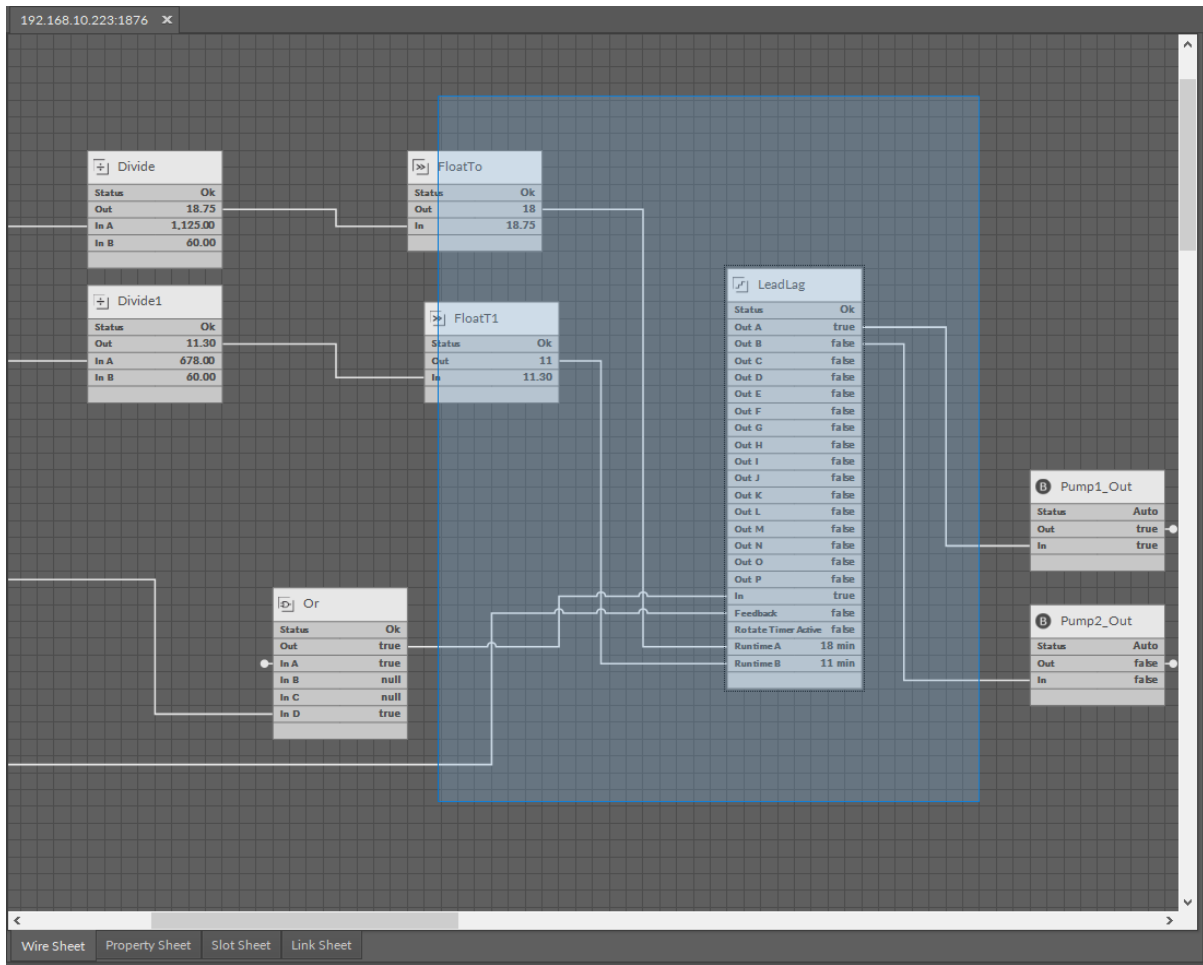 192.168.10.223:1876 ×
Divide
Status Ok
Out 18.75
In A 1,125.00
In B 60.00
Divide1
Status Ok
Out 11.30
In A 678.00
In B 60.00
FloatTo
Status Ok
Out 18
In 18.75
FloatT1
Status Ok
Out 11
In 11.30
Or
Status Ok
Out true
In A true
In B null
In C null
In D true
LeadLag
Status Ok
Out A true
Out B false
Out C false
Out D false
Out E false
Out F false
Out G false
Out H false
Out I false
Out J false
Out K false
Out L false
Out M false
Out N false
Out O false
Out P false
In true
Feedback false
Rotate Timer Active false
Runtime A 18 min
Runtime B 11 min
B Pump1_Out
Status Auto
Out true
In true
B Pump2_Out
Status Auto
Out false
In false
Wire Sheet Property Sheet Slot Sheet Link Sheet